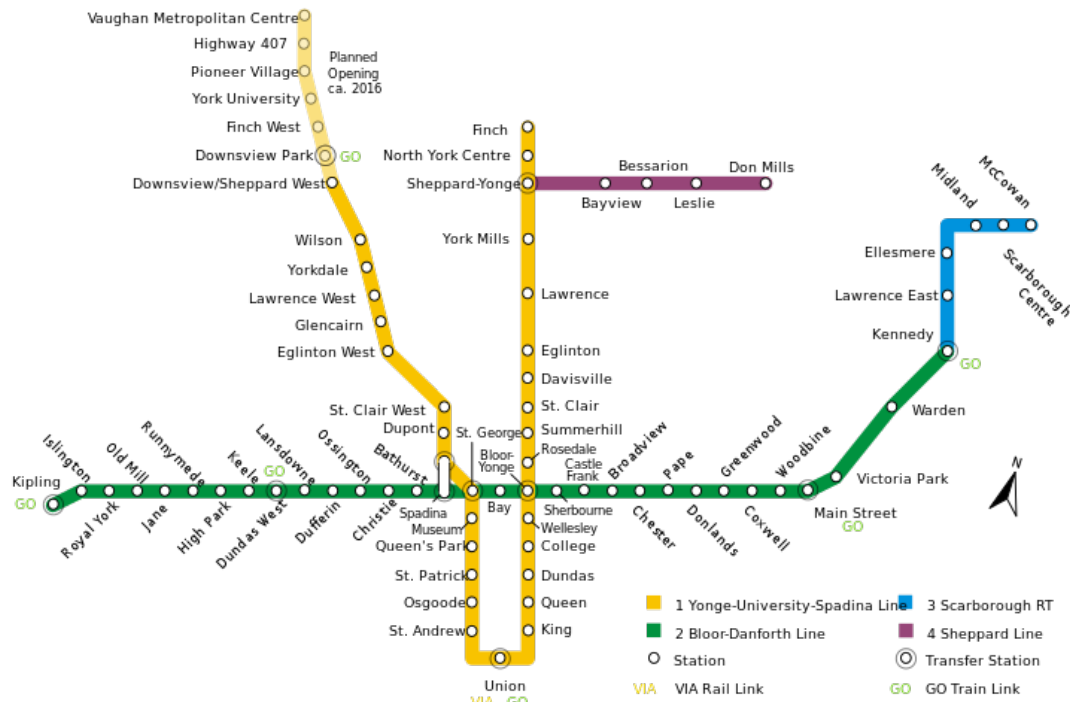 Vaughan Metropolitan Centre
Highway 407
Pioneer Village
York University
Finch West
Downsview Park
GO
Downsview/Sheppard West
Planned
Opening
ca. 2016
Wilson
Yorkdale
Lawrence West
Glencairn
Eglinton West
St. Clair West
Dupont
Finch
North York Centre
Sheppard-Yonge
Bessarion
Don Mills
Bayview
Leslie
York Mills
Lawrence
Eglinton
Davisville
St. Clair
Summerhill
Rosedale
Midland
McCowan
Scarborough
Centre
Ellesmere
Lawrence East
Kennedy
GO
Warden
Victoria Park
Main Street
GO
Kipling
GO
Islington
Royal York
Old Mill
Jane
Runnymede
High Park
Keele
GO
Dundas West
Lansdowne
Dufferin
Ossington
Christie
Bathurst
Spadina
St. George
Bay
Bloor-
Yonge
Sherbourne
Castle
Frank
Broadview
Chester
Pape
Donlands
Greenwood
Coxwell
Woodbine
Museum
Queen's Park
St. Patrick
Osgoode
St. Andrew
Union
VIA GO
Wellesley
College
Dundas
Queen
King
N
1 Yonge-University-Spadina Line
2 Bloor-Danforth Line
Station
VIA VIA Rail Link
3 Scarborough RT
4 Sheppard Line
Transfer Station
GO GO Train Link